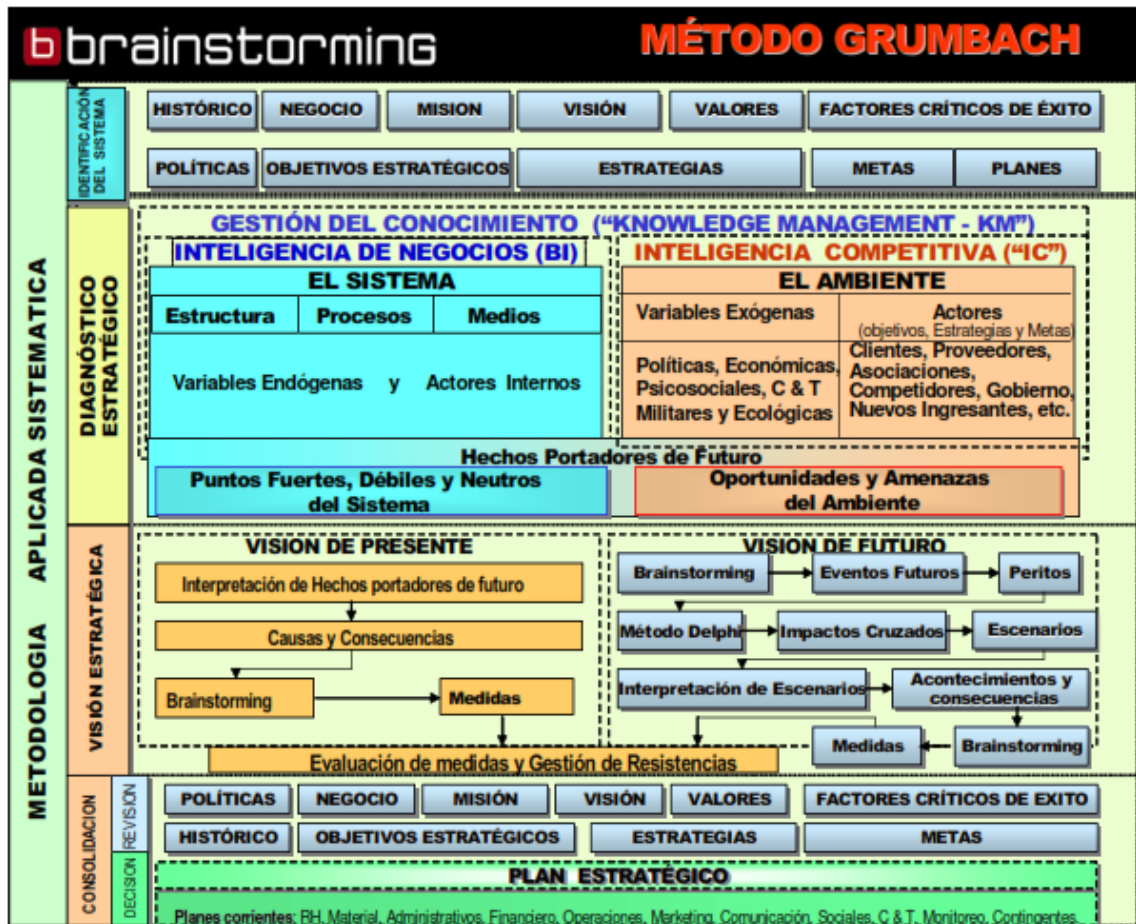 brainstorming
MÉTODO GRUMBACH
METODOLOGIA APLICADA SISTEMATICA
IDENTIFICACIÓN
DEL SISTEMA
HISTÓRICO NEGOCIO MISION VISIÓN VALORES FACTORES CRÍTICOS DE ÉXITO
POLÍTICAS OBJETIVOS ESTRATÉGICOS ESTRATEGIAS METAS PLANES
DIAGNÓSTICO
ESTRATÉGICO
GESTIÓN DEL CONOCIMIENTO (“KNOWLEDGE MANAGEMENT - KM”)
INTELIGENCIA DE NEGOCIOS (BI)
EL SISTEMA
Estructura Procesos Medios
Variables Endógenas y Actores Internos
INTELIGENCIA COMPETITIVA (“IC”)
EL AMBIENTE
Variables Exógenas
Actores
(objetivos, Estrategias y Metas)
Políticas, Económicas,
Psicosociales, C & T
Militares y Ecológicas
Clientes, Proveedores,
Asociaciones,
Competidores, Gobierno,
Nuevos Ingresantes, etc.
Hechos Portadores de Futuro
Puntos Fuertes, Débiles y Neutros
del Sistema
Oportunidades y Amenazas
del Ambiente
VISIÓN ESTRATÉGICA
VISION DE PRESENTE
Interpretación de Hechos portadores de futuro
Causas y Consecuencias
Brainstorming Medidas
VISION DE FUTURO
Brainstorming Eventos Futuros Peritos
Método Delphi Impactos Cruzados Escenarios
Interpretación de Escenarios
Acontecimientos y
consecuencias
Medidas Brainstorming
Evaluación de medidas y Gestión de Resistencias
CONSOLIDACION
REVISIÓN
POLÍTICAS NEGOCIO MISIÓN VISIÓN VALORES FACTORES CRÍTICOS DE EXITO
HISTÓRICO OBJETIVOS ESTRATÉGICOS ESTRATEGIAS METAS
DECISION
PLAN ESTRATÉGICO
Planes corrientes: RH, Material, Administrativos, Financiero, Operaciones, Marketing, Comunicación, Sociales, C & T, Monitoreo, Contingentes,